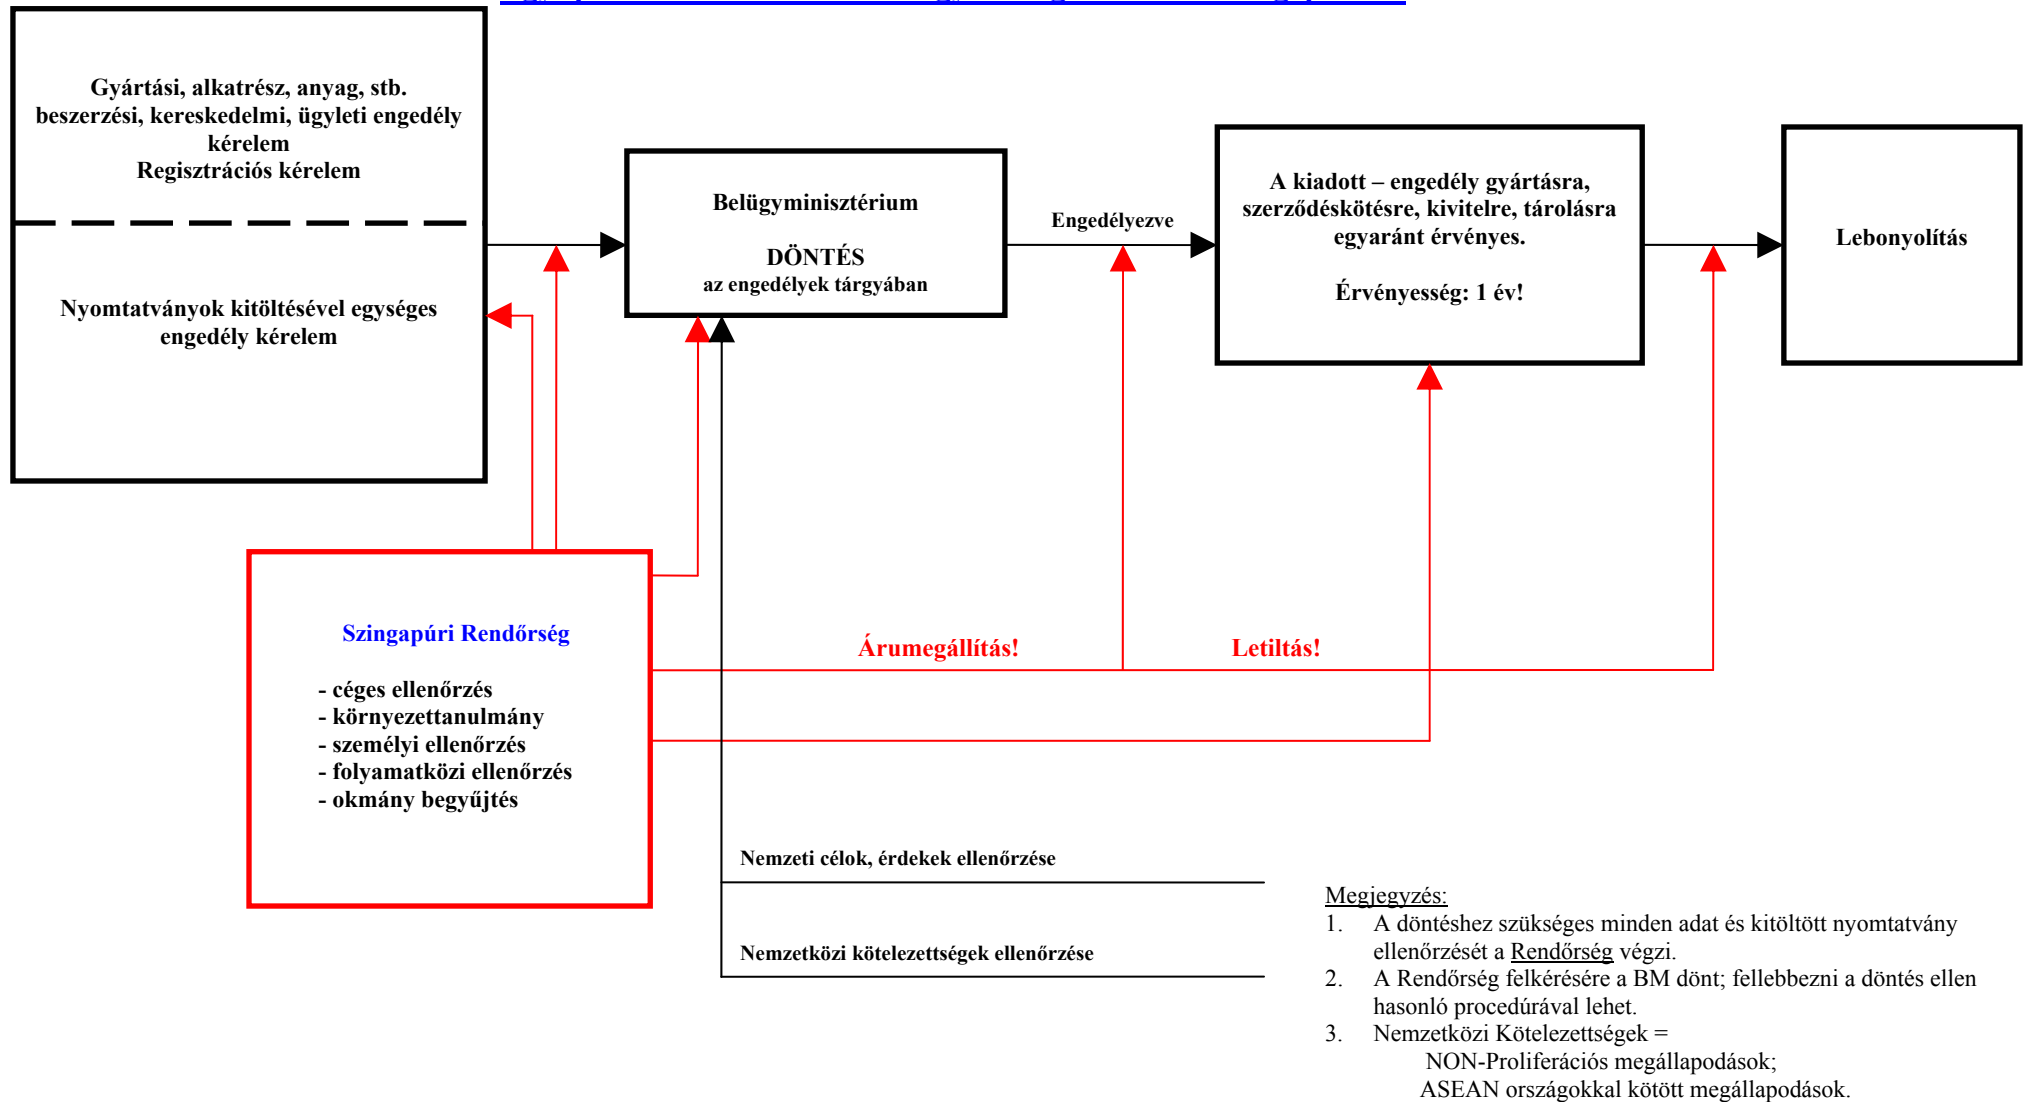 Gyártási, alkatrész, anyag, stb.
beszerzési, kereskedelmi, ügyleti engedély
kérelem
Regisztrációs kérelem
Nyomtatványok kitöltésével egységes
engedély kérelem
Belügyminisztérium
DÖNTÉS
az engedélyek tárgyában
Engedélyezve
A kiadott – engedély gyártásra,
szerződéskötésre, kivitelre, tárolásra
egyaránt érvényes.
Érvényesség: 1 év!
Lebonyolítás
Szingapúri Rendőrség
- céges ellenőrzés
- környezettanulmány
- személyi ellenőrzés
- folyamatközi ellenőrzés
- okmány begyűjtés
Árumegállítás!
Letiltás!
Nemzeti célok, érdekek ellenőrzése
Nemzetközi kötelezettségek ellenőrzése
Megjegyzés:
1. A döntéshez szükséges minden adat és kitöltött nyomtatvány
ellenőrzését a Rendőrség végzi.
2. A Rendőrség felkérésére a BM dönt; fellebbezni a döntés ellen
hasonló procedúrával lehet.
3. Nemzetközi Kötelezettségek =
NON-Proliferációs megállapodások;
ASEAN országokkal kötött megállapodások.